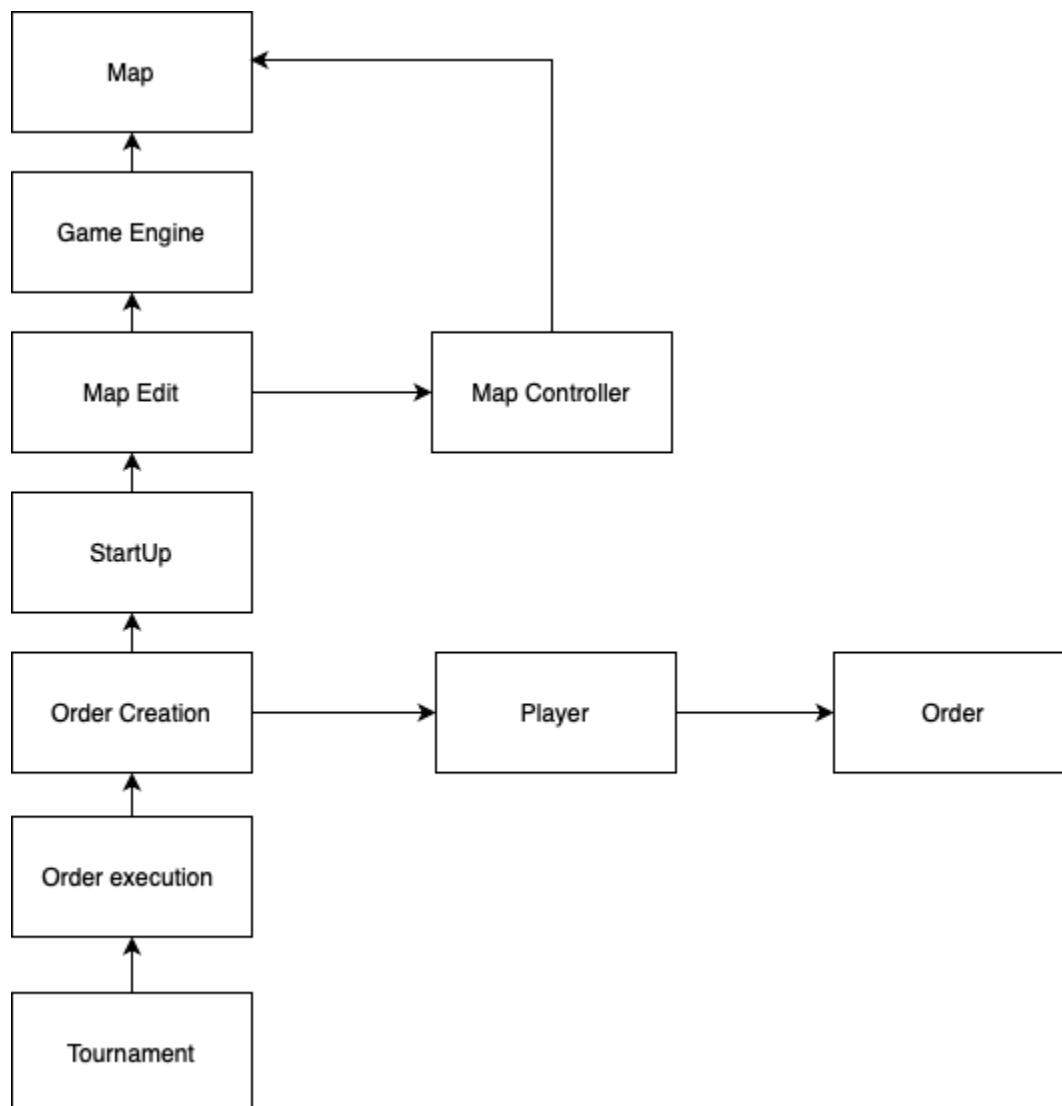 Map
Game Engine
Map Edit
Map Controller
StartUp
Order Creation
Player
Order
Order execution
Tournament